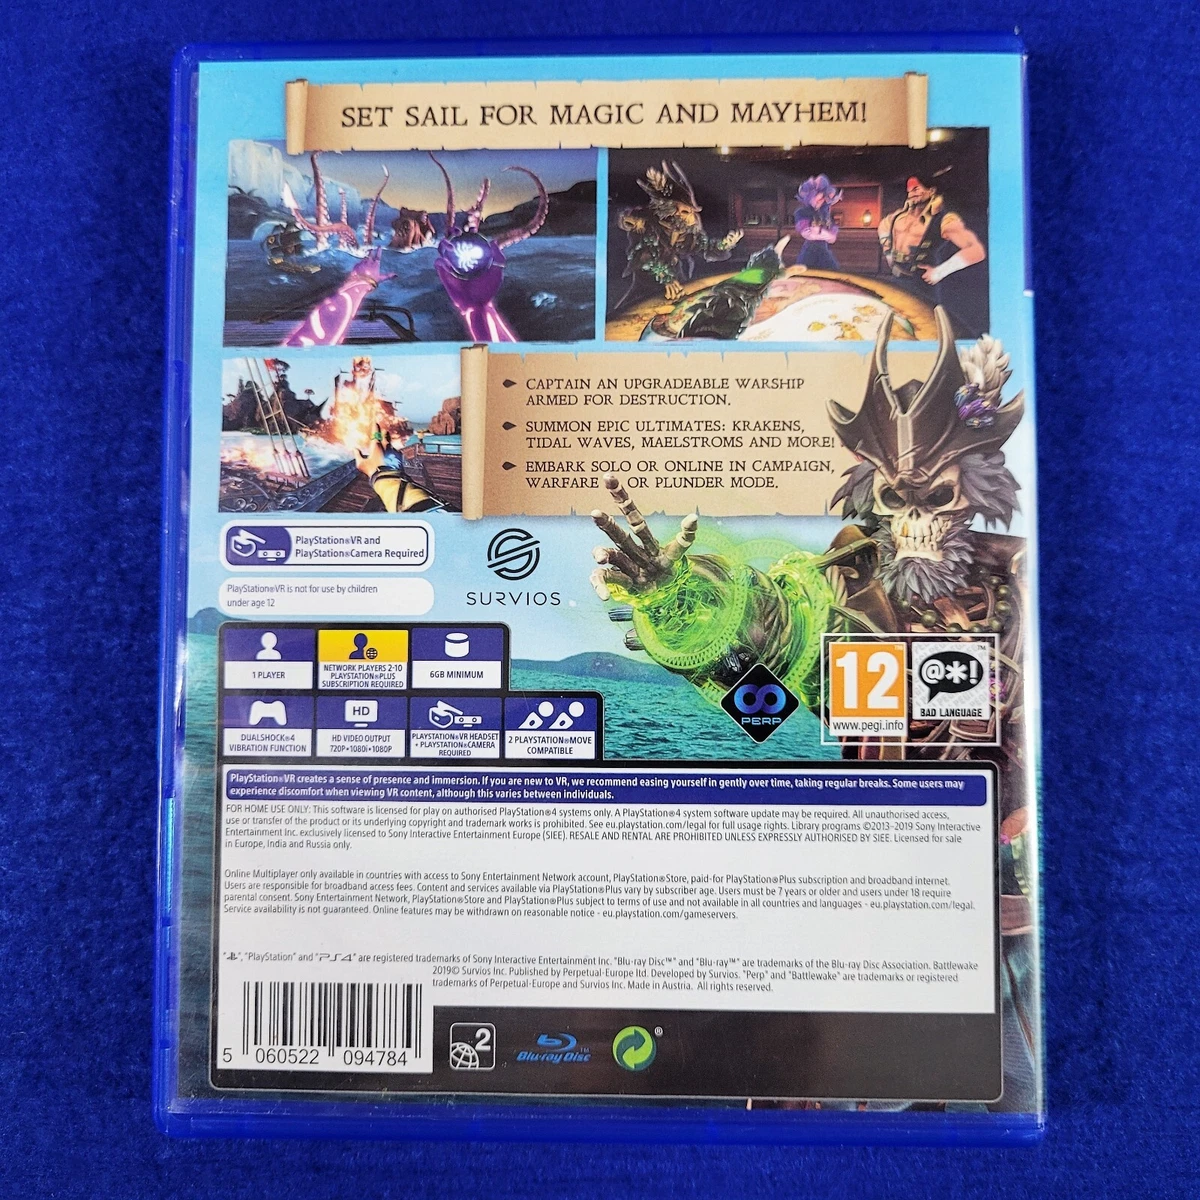 SET SAIL FOR MAGIC AND MAYHEM!
CAPTAIN AN UPGRADEABLE WARSHIP
ARMED FOR DESTRUCTION.
SUMMON EPIC ULTIMATES: KRAKENS,
TIDAL WAVES, MAELSTROMS AND MORE!
EMBARK SOLO OR ONLINE IN CAMPAIGN,
WARFARE OR PLUNDER MODE.
PlayStation®VR and
PlayStation®Camera Required
PlayStation®VR is not for use by children
under age 12
SURVIOS
1 PLAYER
NETWORK PLAYERS 2-10
PLAYSTATION®PLUS
SUBSCRIPTION REQUIRED
6GB MINIMUM
DUALSHOCK®4
VIBRATION FUNCTION
HD
HD VIDEO OUTPUT
720P•1080i•1080P
PLAYSTATION®VR HEADSET
+ PLAYSTATION®CAMERA
REQUIRED
2 PLAYSTATION®MOVE
COMPATIBLE
PERP
12
™
www.pegi.info
@*!
™
BAD LANGUAGE
PlayStation®VR creates a sense of presence and immersion. If you are new to VR, we recommend easing yourself in gently over time, taking regular breaks. Some users may
experience discomfort when viewing VR content, although this varies between individuals.
FOR HOME USE ONLY: This software is licensed for play on authorised PlayStation®4 systems only. A PlayStation®4 system software update may be required. All unauthorised access,
use or transfer of the product or its underlying copyright and trademark works is prohibited. See eu.playstation.com/legal for full usage rights. Library programs ©2013-2019 Sony Interactive
Entertainment Inc. exclusively licensed to Sony Interactive Entertainment Europe (SIEE). RESALE AND RENTAL ARE PROHIBITED UNLESS EXPRESSLY AUTHORISED BY SIEE. Licensed for sale
in Europe, India and Russia only.
Online Multiplayer only available in countries with access to Sony Entertainment Network account, PlayStation®Store, paid-for PlayStation®Plus subscription and broadband internet.
Users are responsible for broadband access fees. Content and services available via PlayStation®Plus vary by subscriber age. Users must be 7 years or older and users under 18 require
parental consent. Sony Entertainment Network, PlayStation®Store and PlayStation®Plus subject to terms of use and not available in all countries and languages - eu.playstation.com/legal.
Service availability is not guaranteed. Online features may be withdrawn on reasonable notice - eu.playstation.com/gameservers.
" ", "PlayStation" and "PS4" are registered trademarks of Sony Interactive Entertainment Inc. "Blu-ray Disc™" and "Blu-ray™" are trademarks of the Blu-ray Disc Association. Battlewake
2019© Survios Inc. Published by Perpetual-Europe ltd. Developed by Survios. "Perp" and "Battlewake" are trademarks or registered
trademarks of Perpetual-Europe and Survios Inc. Made in Austria. All rights reserved.
5 060522 094784
2
Blu-ray Disc™
®